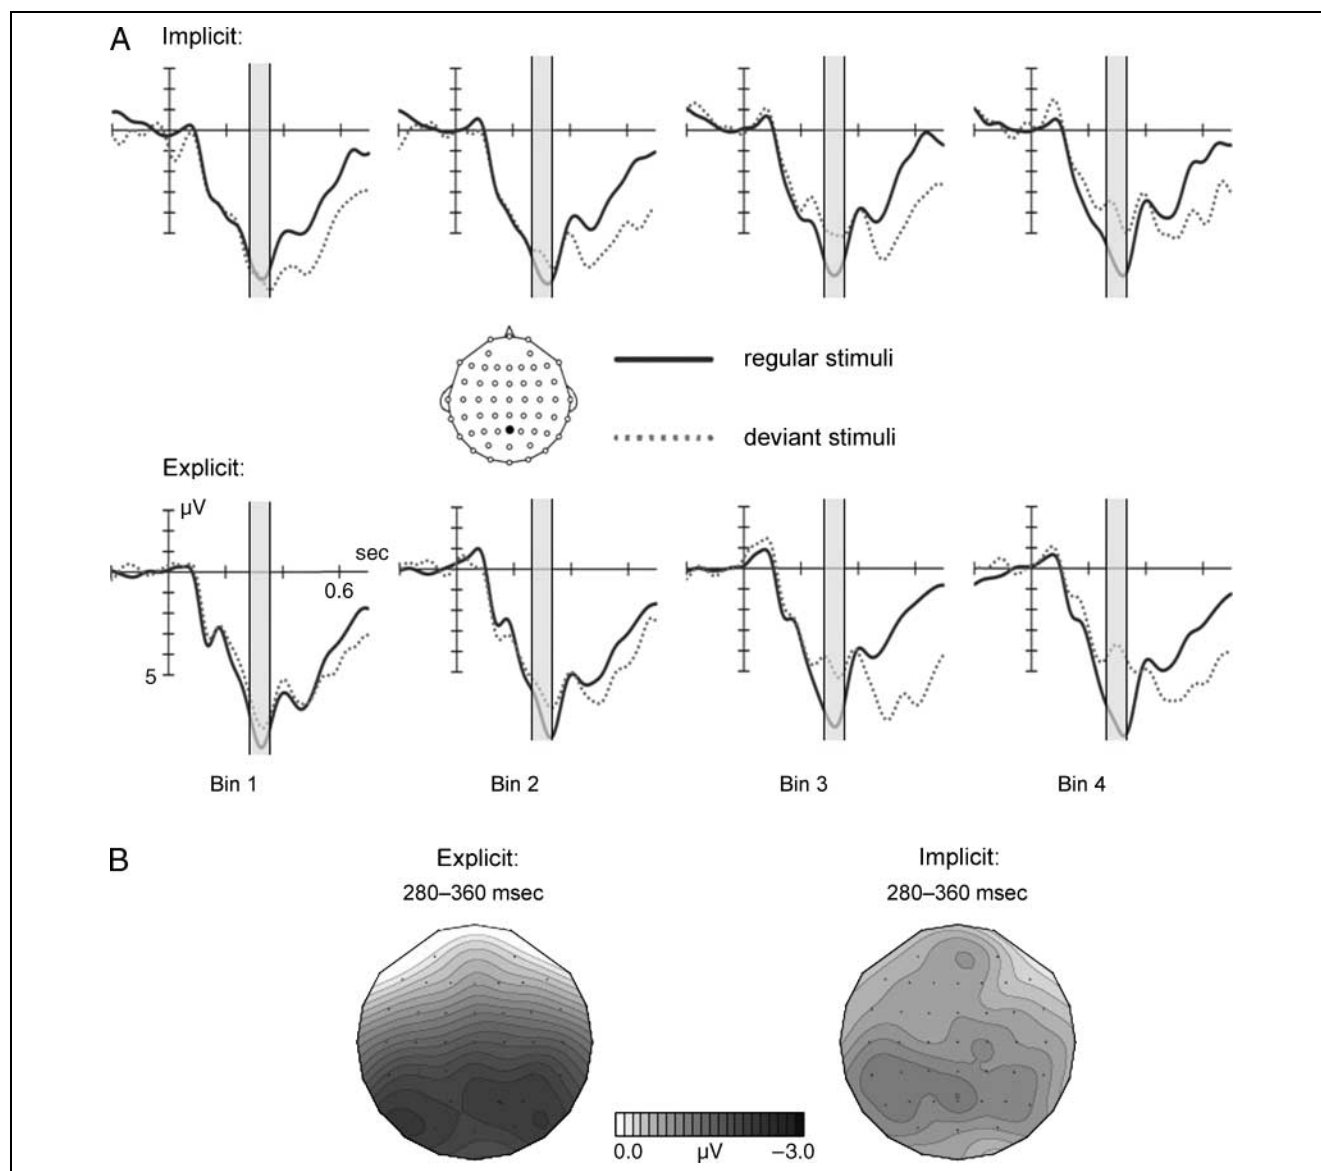 A
Implicit:
regular stimuli
deviant stimuli
Explicit:
µV
sec
0.6
5
Bin 1
Bin 2
Bin 3
Bin 4
B
Explicit:
280–360 msec
Implicit:
280–360 msec
0.0
µV
–3.0